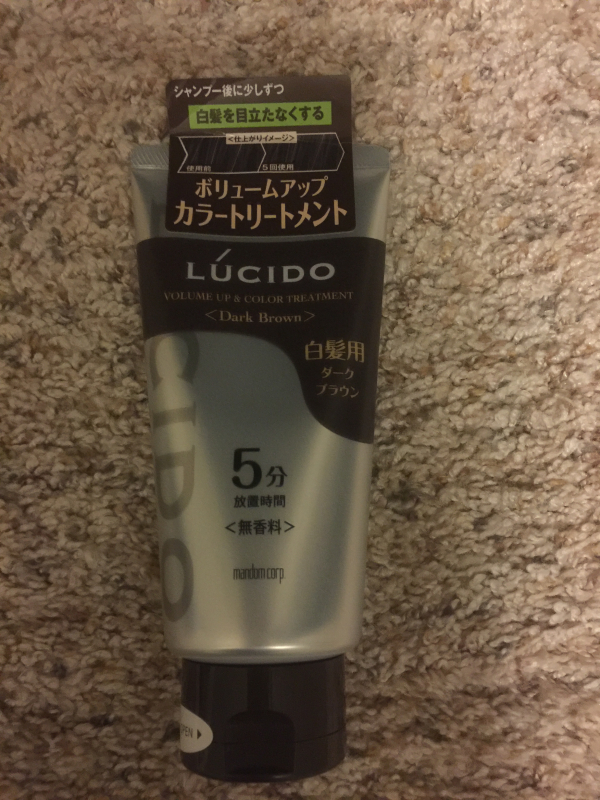 シャンプー後に少しずつ
白髪を目立たなくする
<仕上がりイメージ>
使用前 5回使用
ボリュームアップ
カラートリートメント
LÚCIDO
VOLUME UP & COLOR TREATMENT
<Dark Brown>
白髪用
ダーク
ブラウン
CIDO
5分
放置時間
<無香料>
mandom corp.
PEN